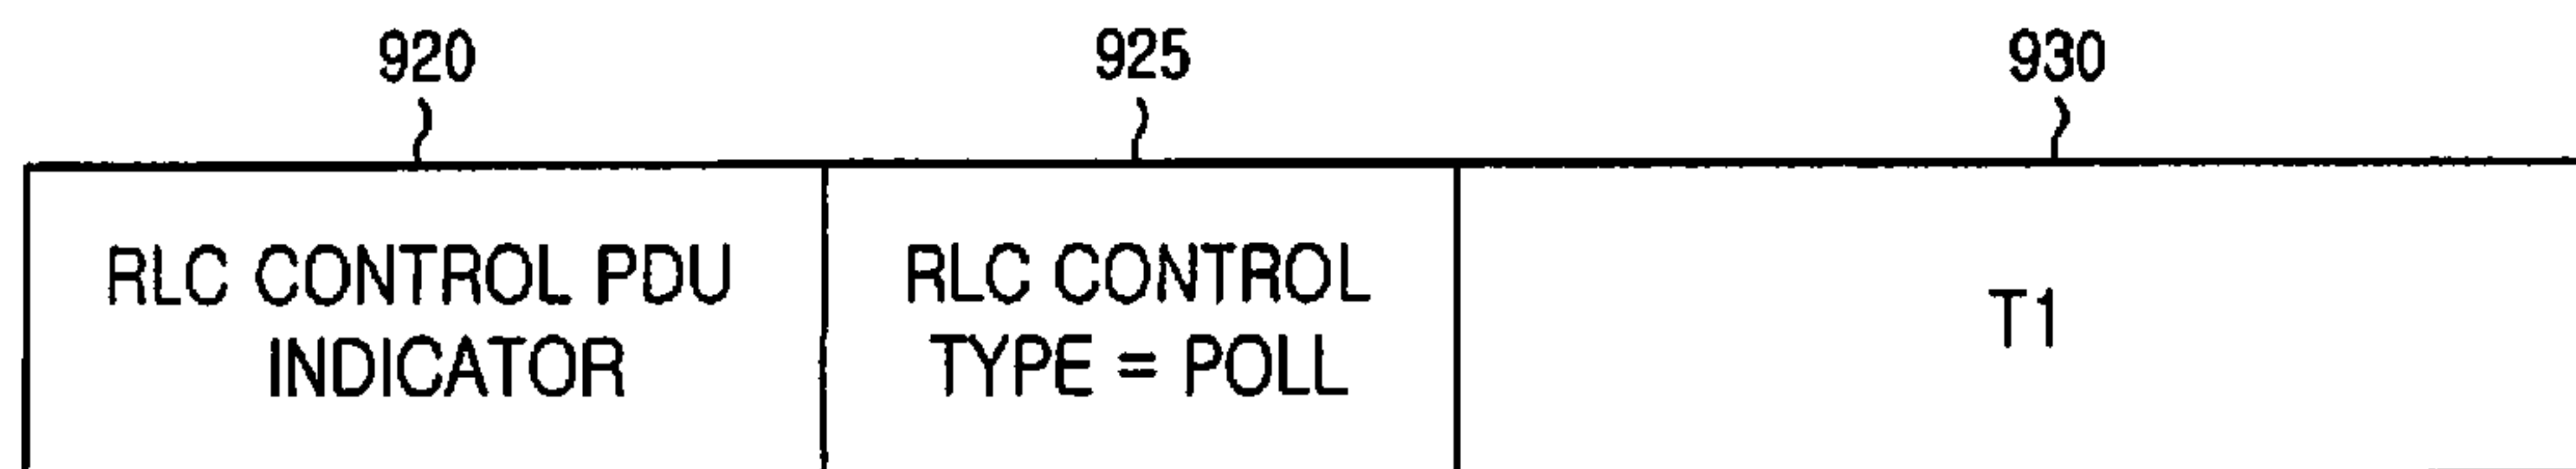 920
925
930
RLC CONTROL PDU
INDICATOR
RLC CONTROL
TYPE = POLL
T1